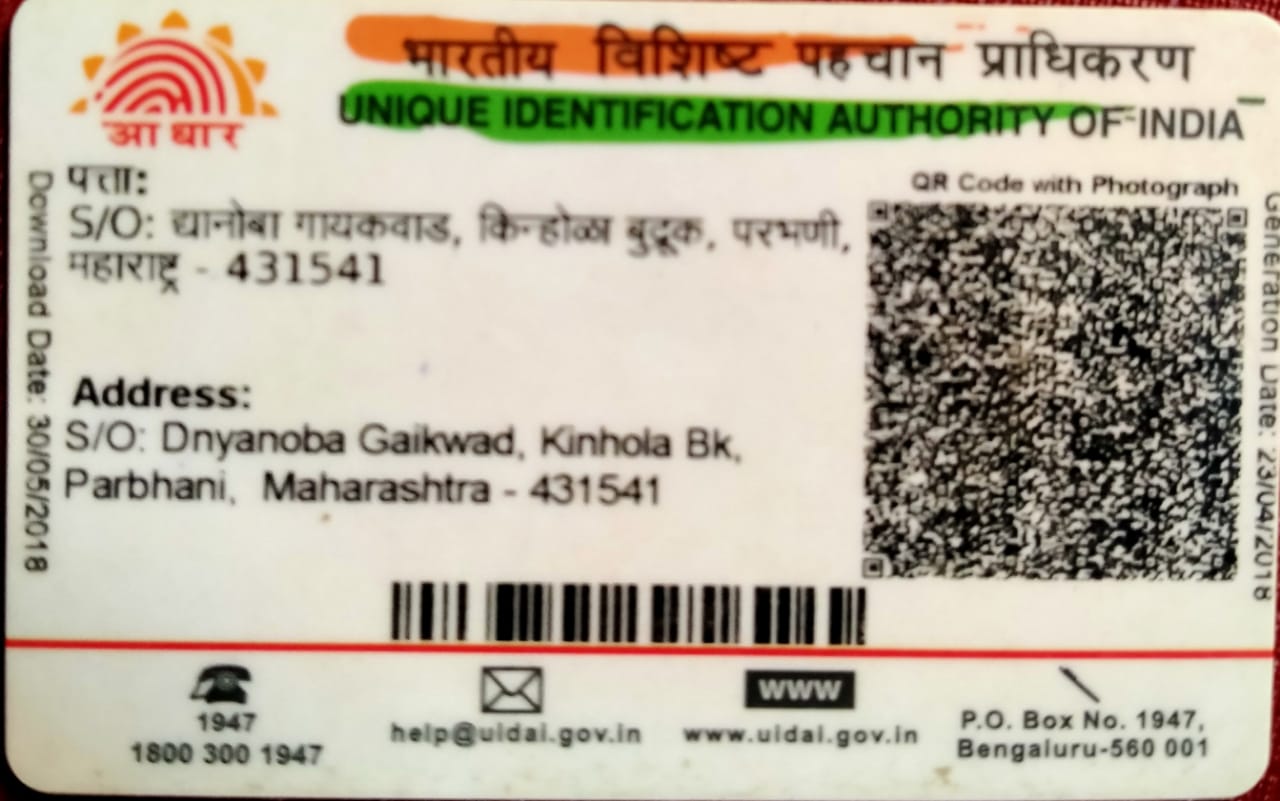 भारतीय विशिष्ट पहचान प्राधिकरण
UNIQUE IDENTIFICATION AUTHORITY OF INDIA
आधार
पत्ता:
S/O: द्यानोबा गायकवाड, किन्होळा बुद्रूक, परभणी,
महाराष्ट्र - 431541
QR Code with Photograph
Address:
S/O: Dnyanoba Gaikwad, Kinhola Bk,
Parbhani, Maharashtra - 431541
Download Date: 30/05/2018
Generation Date: 23/04/2018
1947
1800 300 1947
help@uidai.gov.in
www
www.uidai.gov.in
P.O. Box No. 1947,
Bengaluru-560 001